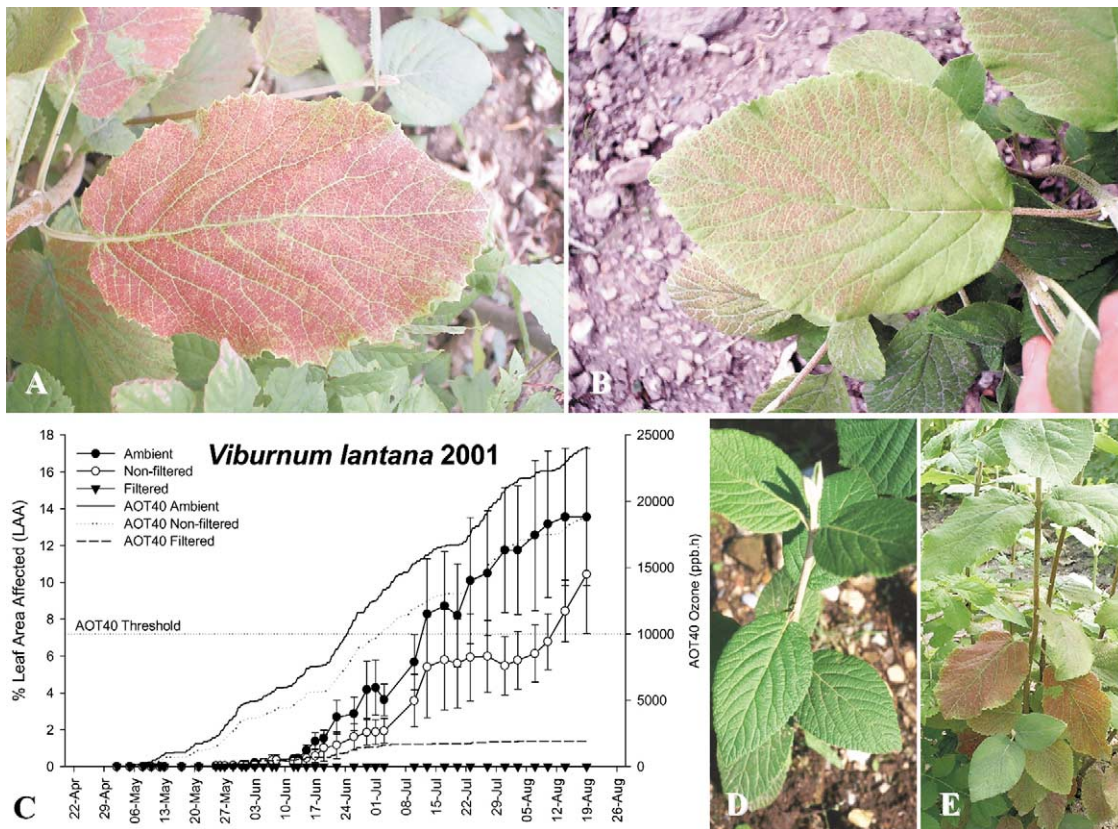 A
B
Viburnum lantana 2001
Ambient
Non-filtered
Filtered
AOT40 Ambient
AOT40 Non-filtered
AOT40 Filtered
AOT40 Threshold
% Leaf Area Affected (LAA)
18
16
14
12
10
8
6
4
2
0
AOT40 Ozone (ppb.h)
25000
20000
15000
10000
5000
0
22-Apr
29-Apr
06-May
13-May
20-May
27-May
03-Jun
10-Jun
17-Jun
24-Jun
01-Jul
08-Jul
15-Jul
22-Jul
29-Jul
05-Aug
12-Aug
19-Aug
26-Aug
C
D
E